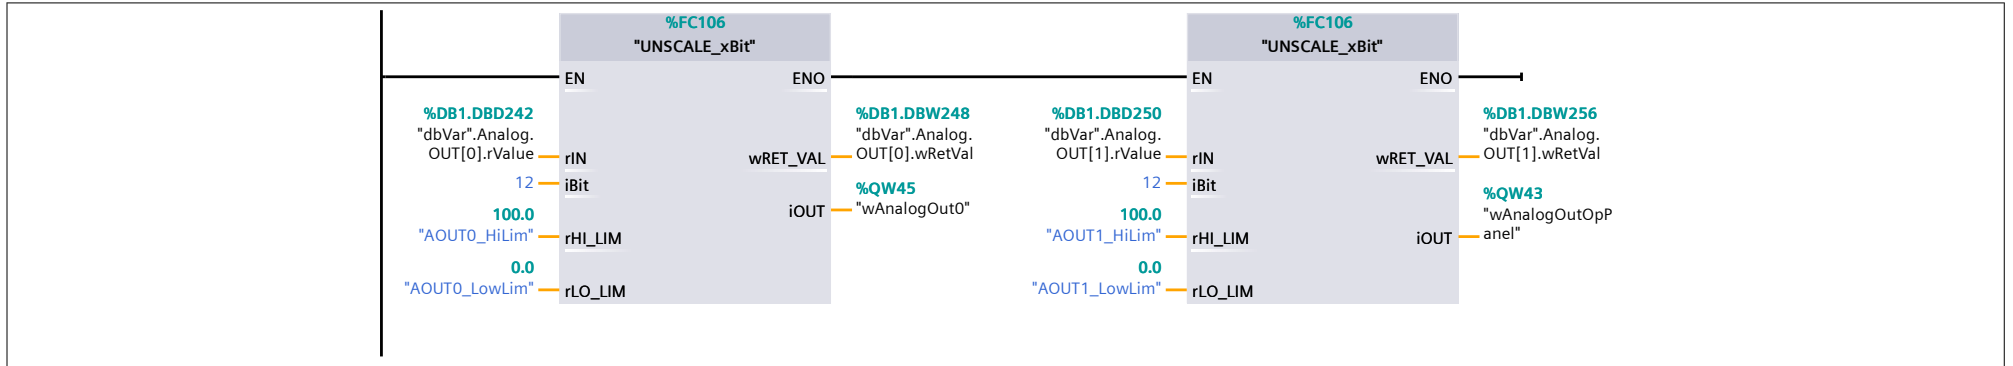 %FC106
"UNSCALE_xBit"
EN
ENO
%DB1.DBD242
"dbVar".Analog.
OUT[0].rValue
rIN
12
iBit
100.0
"AOUT0_HiLim"
rHI_LIM
0.0
"AOUT0_LowLim"
rLO_LIM
wRET_VAL
%DB1.DBW248
"dbVar".Analog.
OUT[0].wRetVal
iOUT
%QW45
"wAnalogOut0"
%FC106
"UNSCALE_xBit"
EN
ENO
%DB1.DBD250
"dbVar".Analog.
OUT[1].rValue
rIN
12
iBit
100.0
"AOUT1_HiLim"
rHI_LIM
0.0
"AOUT1_LowLim"
rLO_LIM
wRET_VAL
%DB1.DBW256
"dbVar".Analog.
OUT[1].wRetVal
iOUT
%QW43
"wAnalogOutOpP
anel"